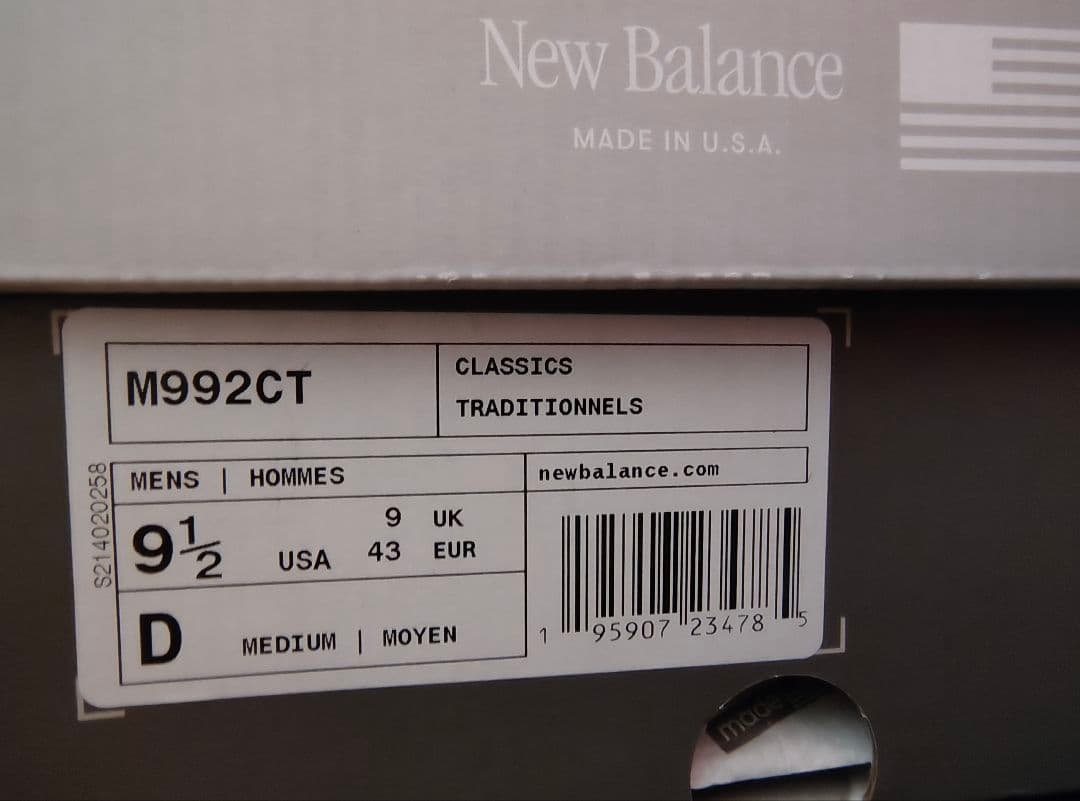 New Balance
MADE IN U.S.A.
M992CT
CLASSICS
TRADITIONNELS
S214020258
MENS | HOMMES
newbalance.com
9½ USA
9 UK
43 EUR
D MEDIUM | MOYEN
1 95907 23478 5
made